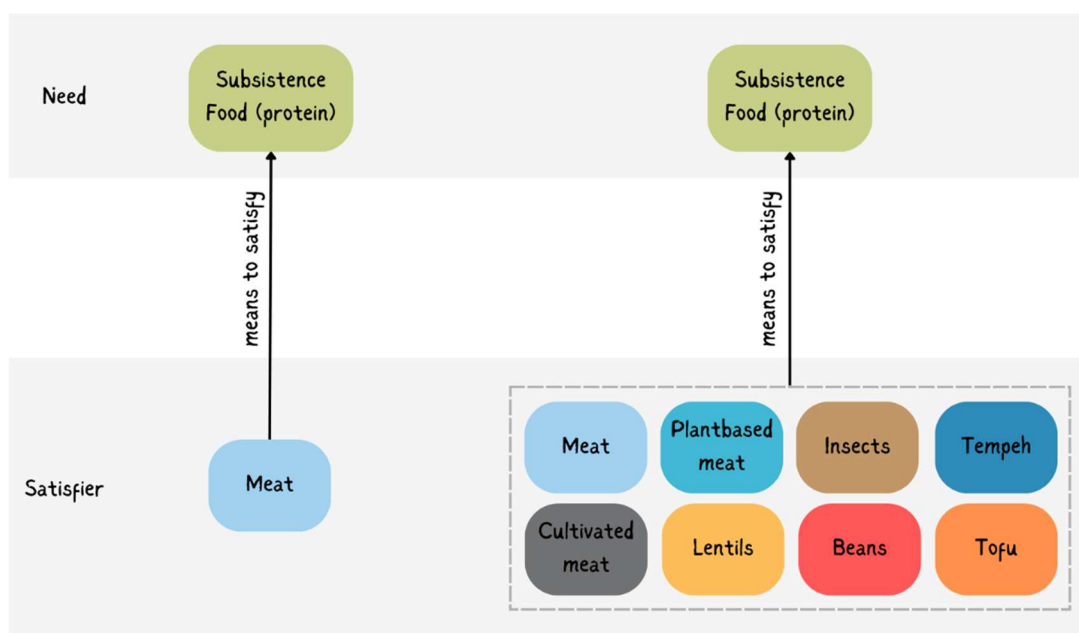 Need
Subsistence
Food (protein)
Subsistence
Food (protein)
means to satisfy
means to satisfy
Satisfier
Meat
Meat
Plantbased
meat
Insects
Tempeh
Cultivated
meat
Lentils
Beans
Tofu